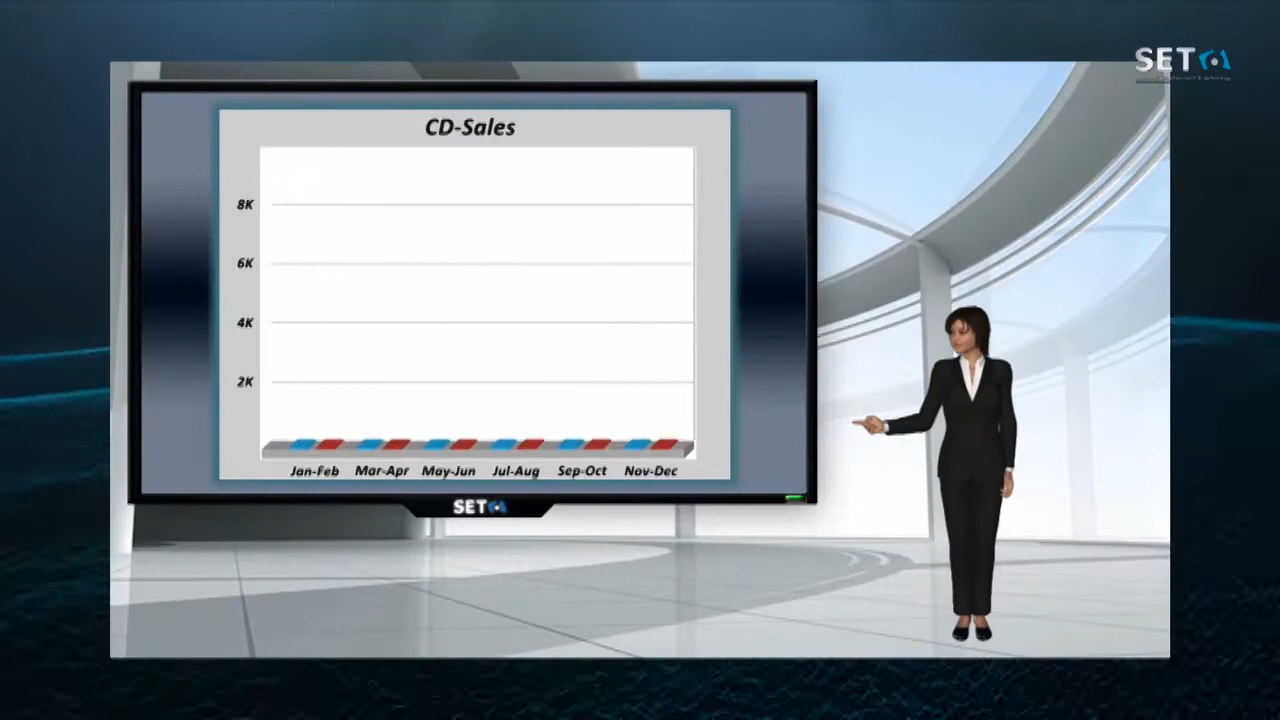 SET
CD-Sales
8K
6K
4K
2K
Jan-Feb Mar-Apr May-Jun Jul-Aug Sep-Oct Nov-Dec
SET